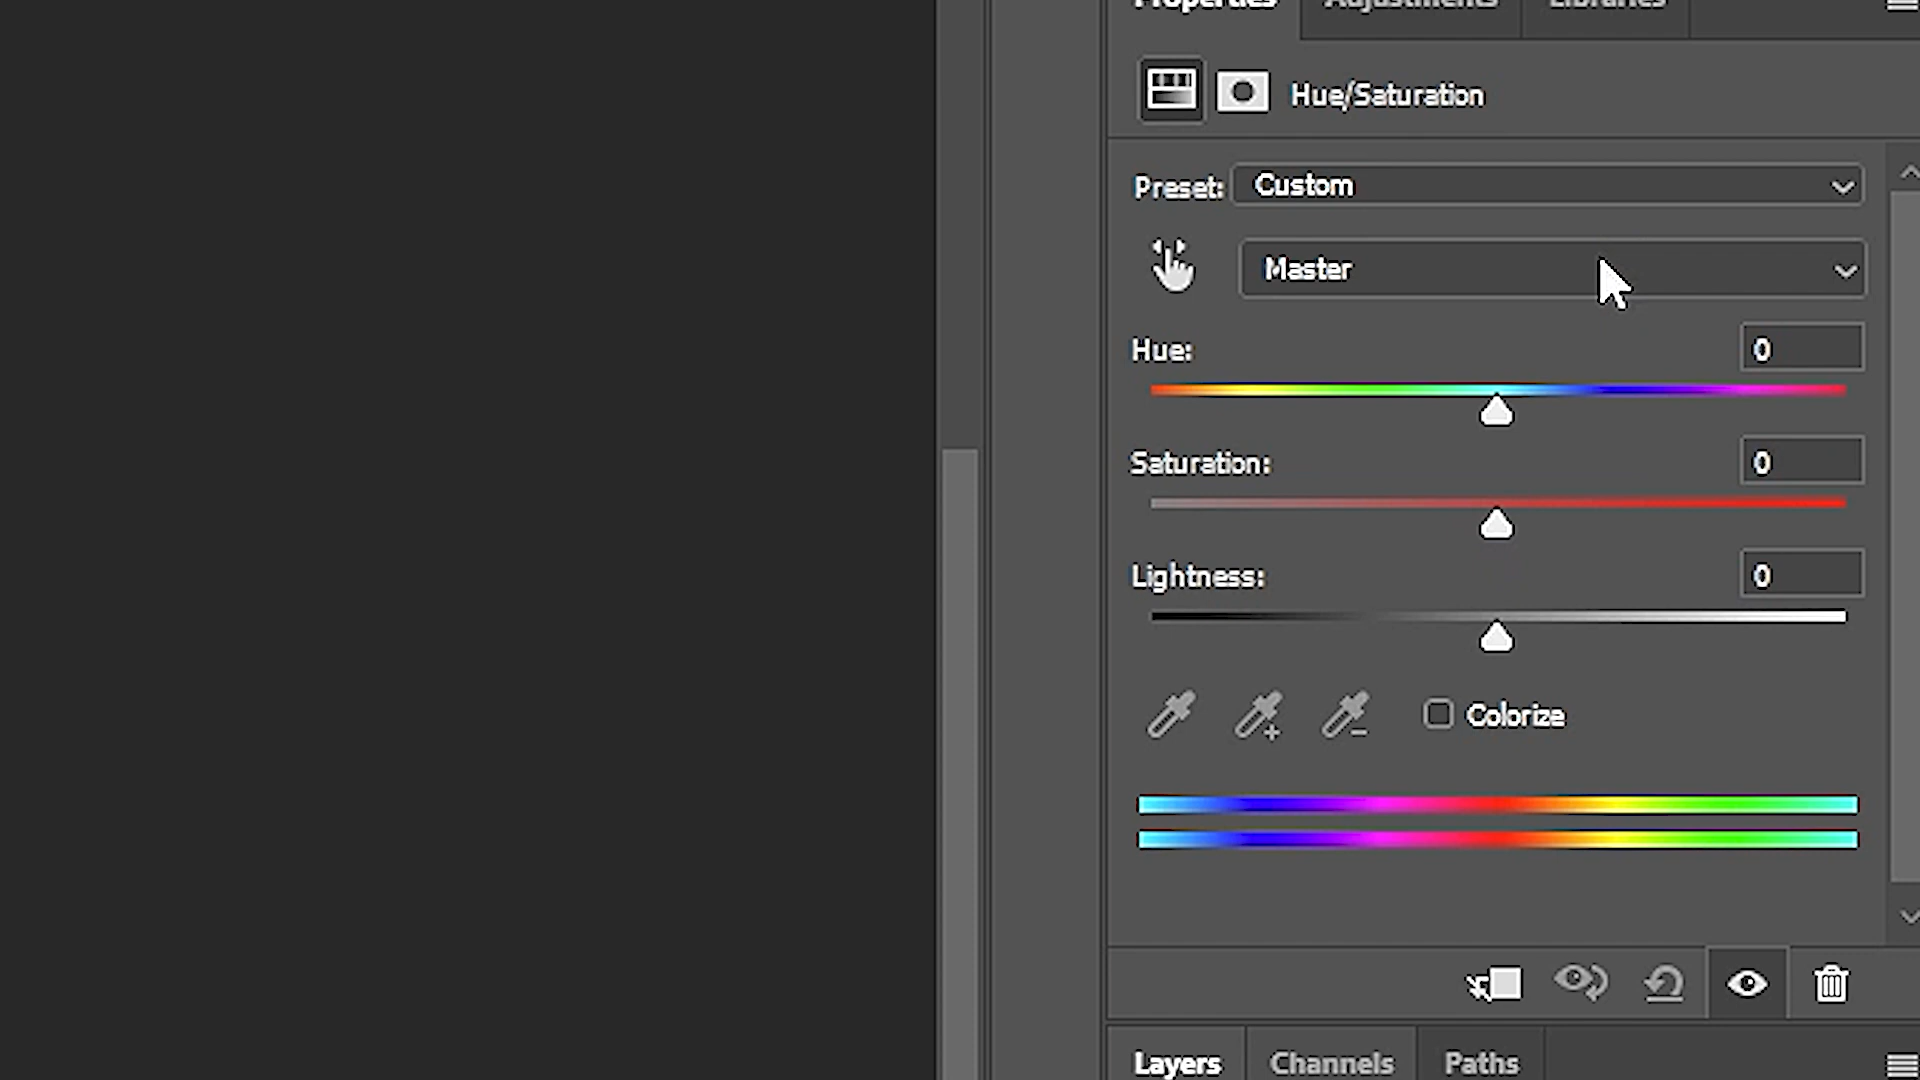 Properties Adjustments Libraries
Hue/Saturation
Preset: Custom
Master
Hue: 0
Saturation: 0
Lightness: 0
Colorize
Layers Channels Paths